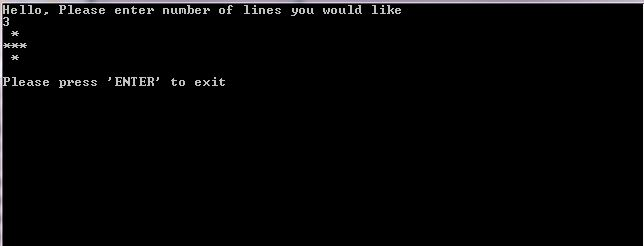 Hello, Please enter number of lines you would like
3
 *
***
 *
Please press 'ENTER' to exit